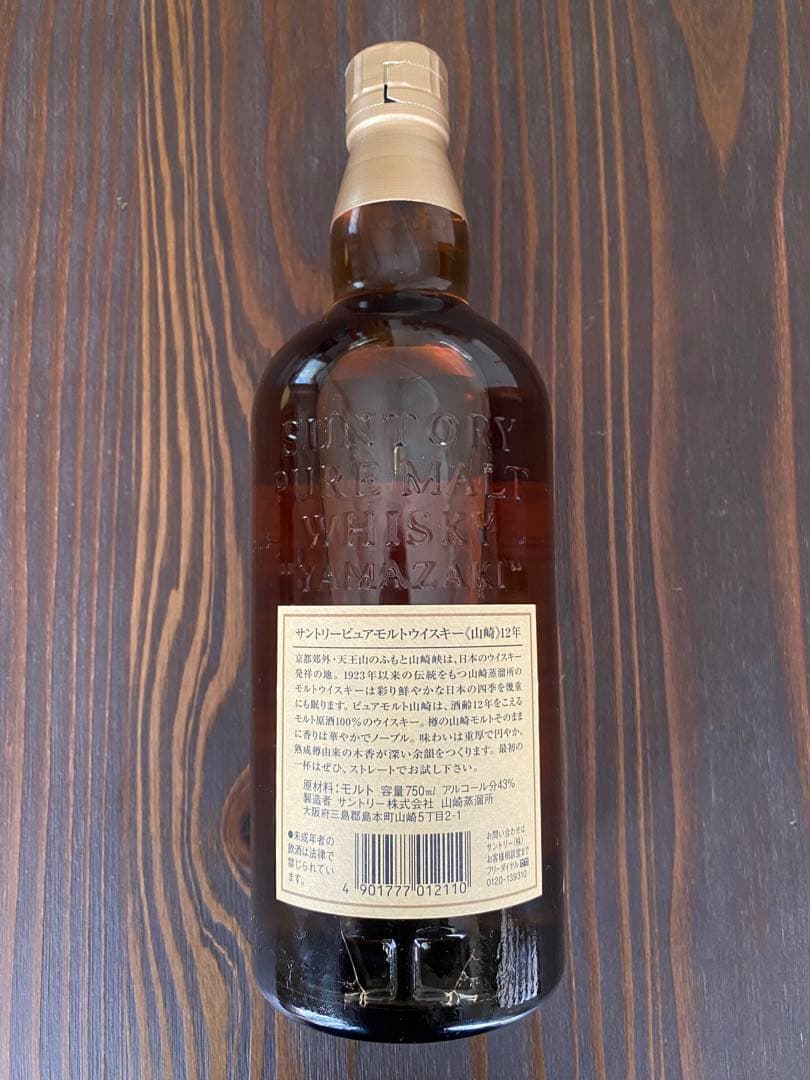 SUNTORY
PURE MALT
WHISKY
"YAMAZAKI"
サントリーピュアモルトウイスキー《山崎》12年
京都郊外・天王山のふもと山崎峡は、日本のウイスキー
発祥の地。1923年以来の伝統をもつ山崎蒸溜所の
モルトウイスキーは彩り鮮やかな日本の四季を幾重
にも眠ります。ピュアモルト山崎は、酒齢12年をこえる
モルト原酒100%のウイスキー。樽の山崎モルトそのまま
に香りは華やかでノーブル。味わいは重厚で円やか。
熟成樽由来の木香が深い余韻をつくります。最初の
一杯はぜひ、ストレートでお試し下さい。
原材料：モルト 容量750ml アルコール分43%
製造者 サントリー株式会社 山崎蒸溜所
大阪府三島郡島本町山崎5丁目2-1
●未成年者の
飲酒は法律で
禁じられていま
す。
4 901777 012110
お問い合わせは
サントリー(株)
お客様相談室まで
フリーダイヤル
0120-139310